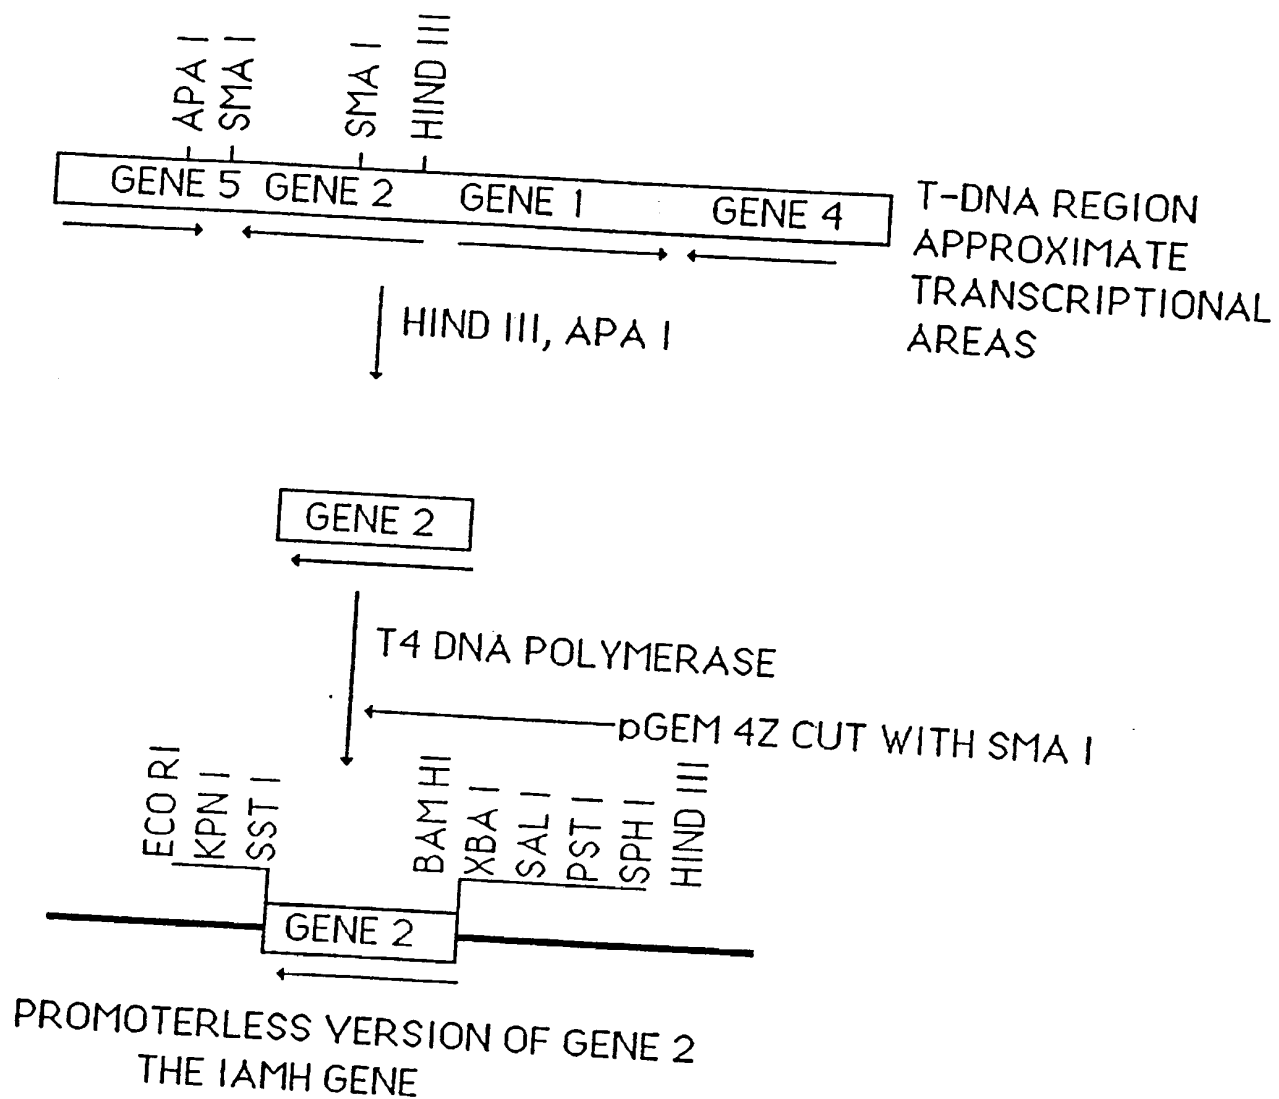 APA I
SMA I
SMA I
HIND III
GENE 5 GENE 2 GENE 1 GENE 4
T-DNA REGION
APPROXIMATE
TRANSCRIPTIONAL
AREAS
HIND III, APA I
GENE 2
T4 DNA POLYMERASE
pGEM 4Z CUT WITH SMA I
ECO RI
KPN I
SST I
BAM HI
XBA I
SAL I
PST I
SPH I
HIND III
GENE 2
PROMOTERLESS VERSION OF GENE 2
THE IAMH GENE